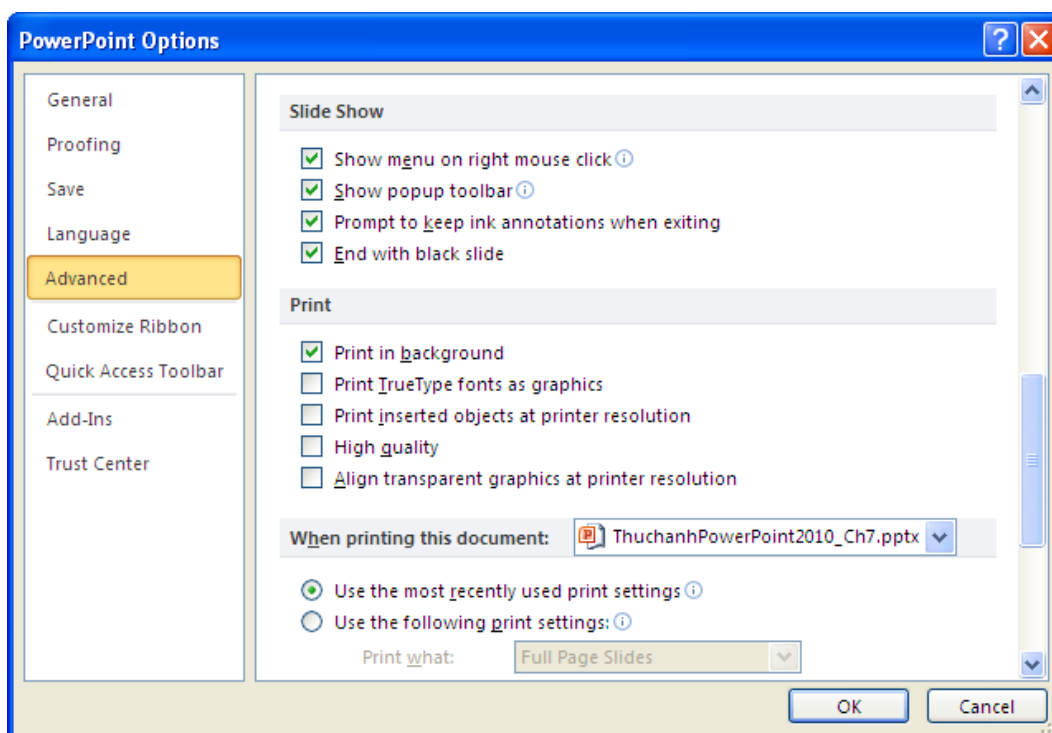 PowerPoint Options
General
Proofing
Save
Language
Advanced
Customize Ribbon
Quick Access Toolbar
Add-Ins
Trust Center
Slide Show
Show menu on right mouse click
Show popup toolbar
Prompt to keep ink annotations when exiting
End with black slide
Print
Print in background
Print TrueType fonts as graphics
Print inserted objects at printer resolution
High quality
Align transparent graphics at printer resolution
When printing this document: ThuchanhPowerPoint2010_Ch7.pptx
Use the most recently used print settings
Use the following print settings:
Print what: Full Page Slides
OK Cancel